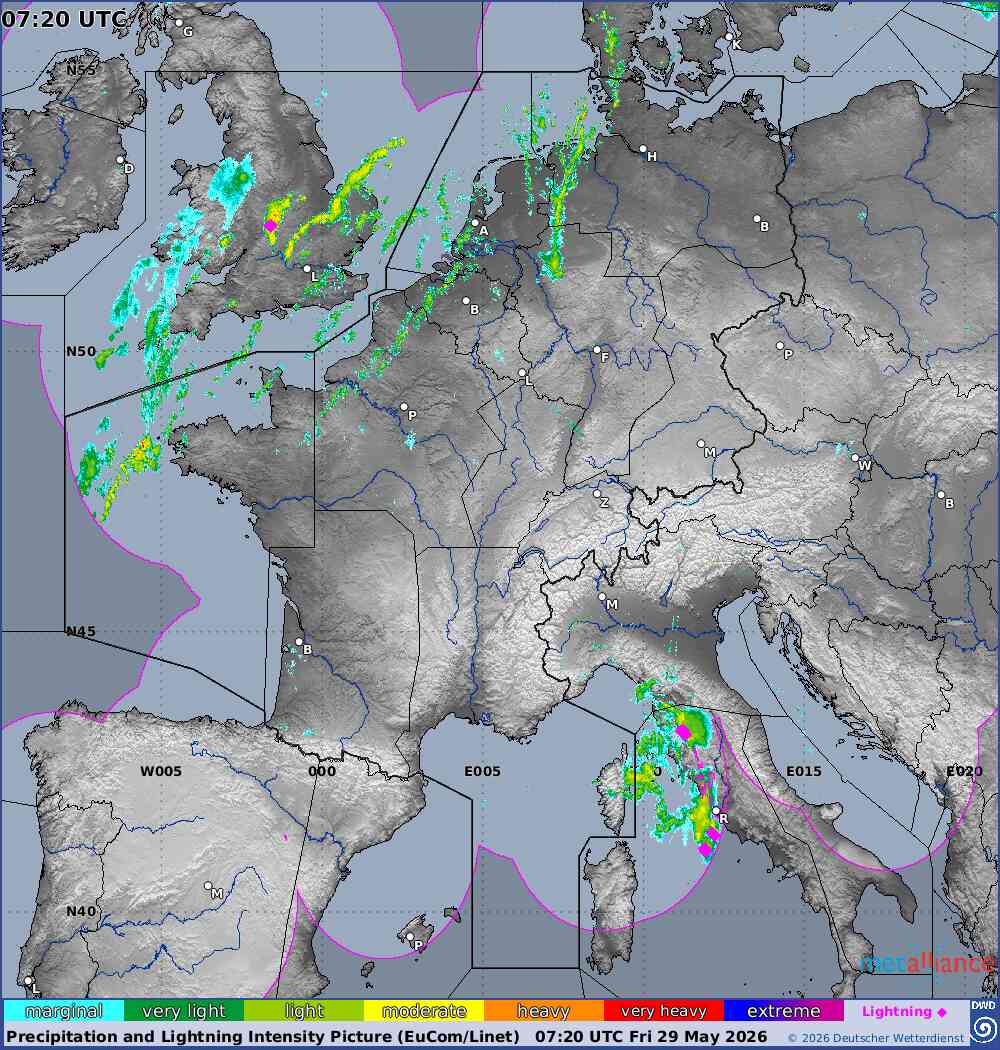 07:20 UTC
G
K
N55
D
H
A
B
L
B
N50
F
P
L
P
M
W
Z
B
M
N45
B
W005
000
E005
0
E015
E020
R
M
N40
P
L
metalliance
marginal very light light moderate heavy very heavy extreme Lightning
DWD
Precipitation and Lightning Intensity Picture (EuCom/Linet) 07:20 UTC Fri 29 May 2026 © 2026 Deutscher Wetterdienst